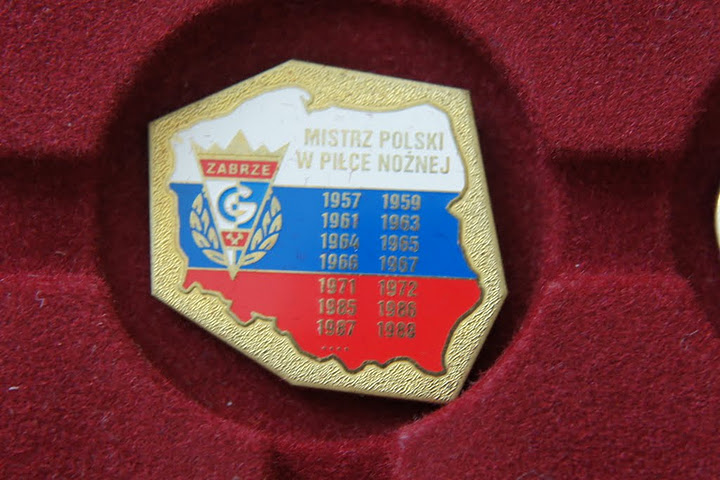 MISTRZ POLSKI
W PIŁCE NOŻNEJ
ZABRZE
G
1957 1959
1961 1963
1964 1965
1966 1967
1971 1972
1985 1986
1987 1988
....